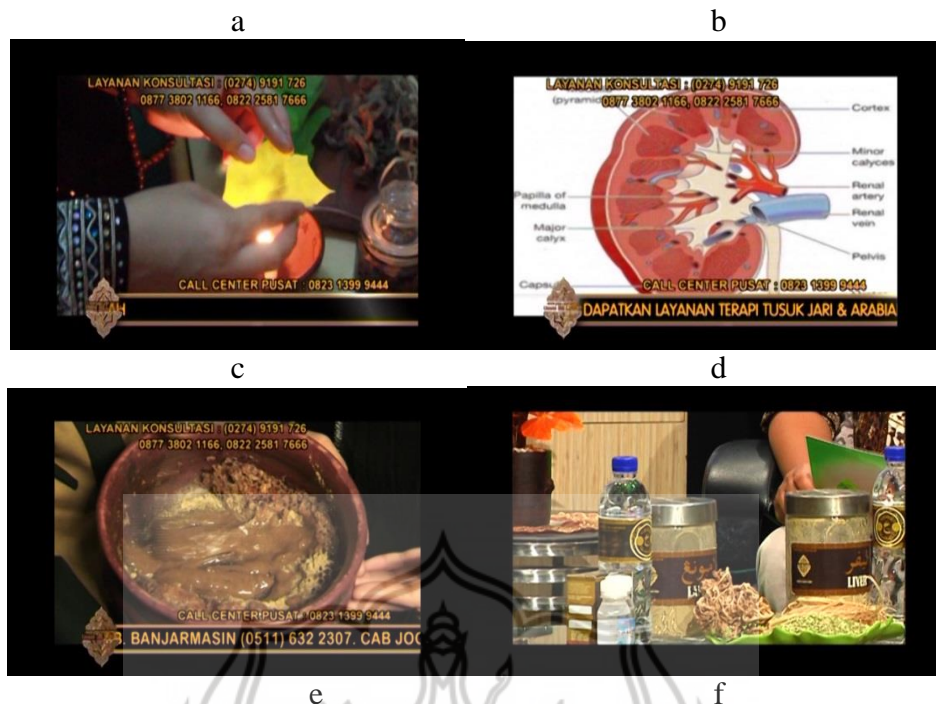 a
b
LAYANAN KONSULTASI : (0274) 9191 726
0877 3802 1166, 0822 2581 7666
CALL CENTER PUSAT : 0823 1399 9444
LAYANAN KONSULTASI : (0274) 9191 726
0877 3802 1166, 0822 2581 7666
Cortex
Minor
calyces
Renal
artery
Renal
vein
Pelvis
Papilla of
medulla
Major
calyx
CALL CENTER PUSAT : 0823 1399 9444
DAPATKAN LAYANAN TERAPI TUSUK JARI & ARABIA
c
d
LAYANAN KONSULTASI : (0274) 9191 726
0877 3802 1166, 0822 2581 7666
CALL CENTER PUSAT : 0823 1399 9444
B. BANJARMASIN (0511) 632 2307. CAB JOG
LIVER
e
f